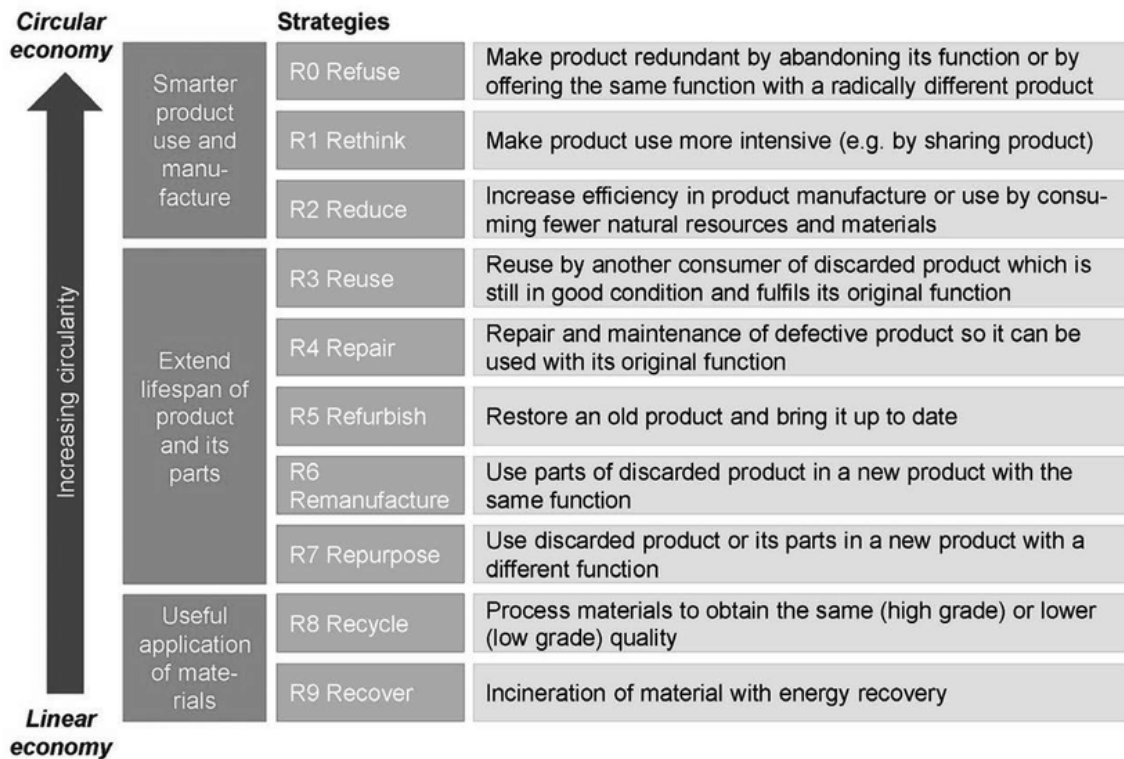 Circular
economy
Strategies
Increasing circularity
Smarter
product
use and
manu-
facture
R0 Refuse
Make product redundant by abandoning its function or by
offering the same function with a radically different product
R1 Rethink
Make product use more intensive (e.g. by sharing product)
R2 Reduce
Increase efficiency in product manufacture or use by consu-
ming fewer natural resources and materials
Extend
lifespan of
product
and its
parts
R3 Reuse
Reuse by another consumer of discarded product which is
still in good condition and fulfils its original function
R4 Repair
Repair and maintenance of defective product so it can be
used with its original function
R5 Refurbish
Restore an old product and bring it up to date
R6
Remanufacture
Use parts of discarded product in a new product with the
same function
R7 Repurpose
Use discarded product or its parts in a new product with a
different function
Useful
application
of mate-
rials
R8 Recycle
Process materials to obtain the same (high grade) or lower
(low grade) quality
R9 Recover
Incineration of material with energy recovery
Linear
economy